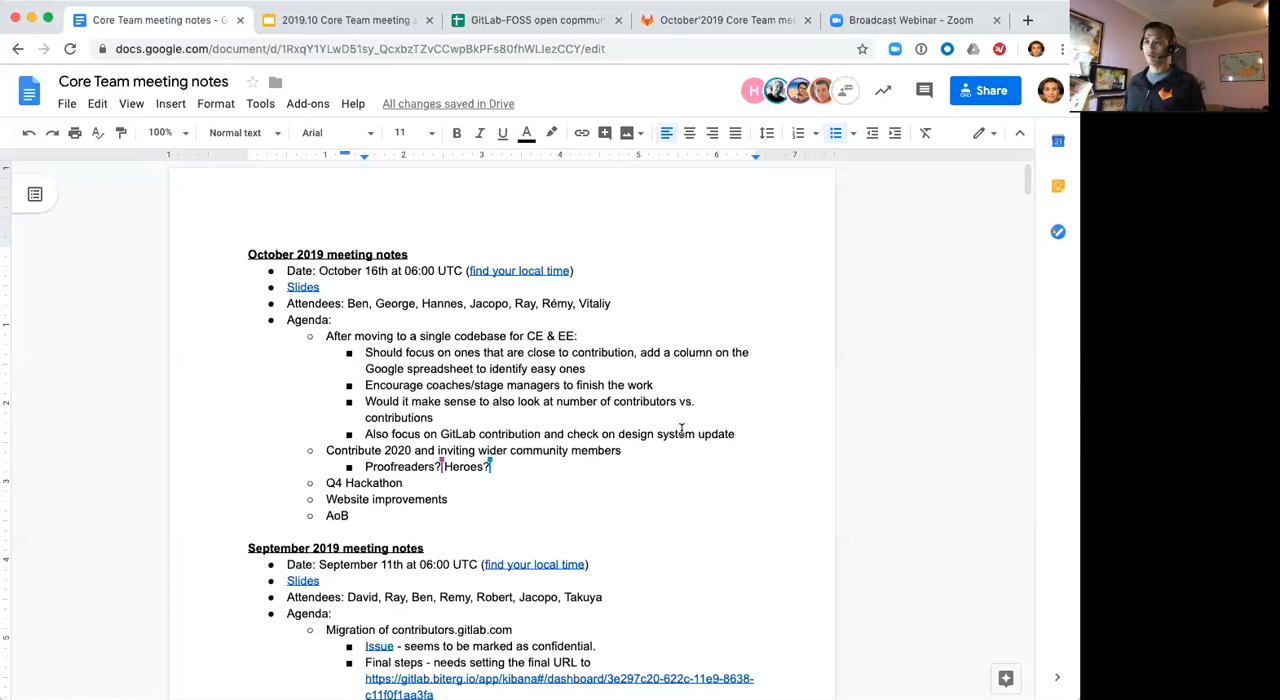 Core Team meeting notes - G
2019.10 Core Team meeting a
GitLab-FOSS open copmmun
October'2019 Core Team me
Broadcast Webinar - Zoom
docs.google.com/document/d/1RxqY1YLwD51sy_QcxbzTZvCCwpBkPFs80fhWLIezCCY/edit
Core Team meeting notes
File Edit View Insert Format Tools Add-ons Help All changes saved in Drive
H
Share
100% Normal text Arial 11 B I U A
1 1 2 3 4 5 6 7
October 2019 meeting notes
● Date: October 16th at 06:00 UTC (find your local time)
● Slides
● Attendees: Ben, George, Hannes, Jacopo, Ray, Rémy, Vitaliy
● Agenda:
○ After moving to a single codebase for CE & EE:
■ Should focus on ones that are close to contribution, add a column on the
Google spreadsheet to identify easy ones
■ Encourage coaches/stage managers to finish the work
■ Would it make sense to also look at number of contributors vs.
contributions
■ Also focus on GitLab contribution and check on design system update
○ Contribute 2020 and inviting wider community members
■ Proofreaders? Heroes?
○ Q4 Hackathon
○ Website improvements
○ AoB
September 2019 meeting notes
● Date: September 11th at 06:00 UTC (find your local time)
● Slides
● Attendees: David, Ray, Ben, Remy, Robert, Jacopo, Takuya
● Agenda:
○ Migration of contributors.gitlab.com
■ Issue - seems to be marked as confidential.
■ Final steps - needs setting the final URL to
https://gitlab.biterg.io/app/kibana#/dashboard/3e297c20-622c-11e9-8638-
c11f0f1aa3fa